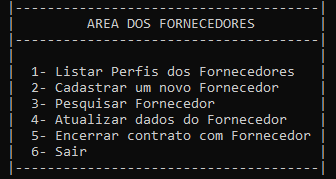 AREA DOS FORNECEDORES
1- Listar Perfis dos Fornecedores
2- Cadastrar um novo Fornecedor
3- Pesquisar Fornecedor
4- Atualizar dados do Fornecedor
5- Encerrar contrato com Fornecedor
6- Sair